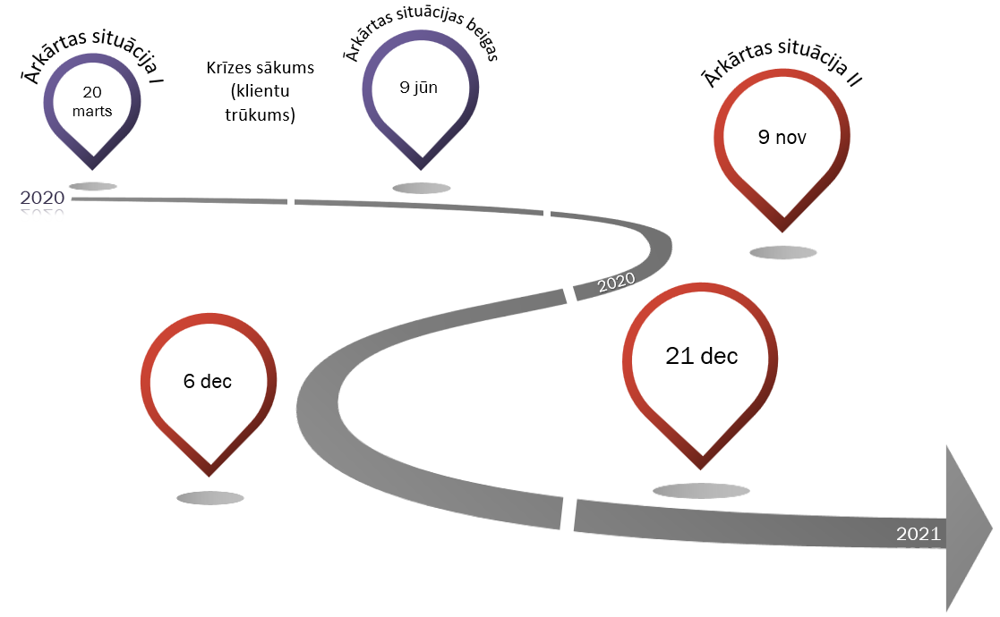 Ārkārtas situācija I
20
marts
Krīzes sākums
(klientu
trūkums)
Ārkārtas situācijas beigas
9 jūn
Ārkārtas situācija II
9 nov
2020
2020
6 dec
21 dec
2021